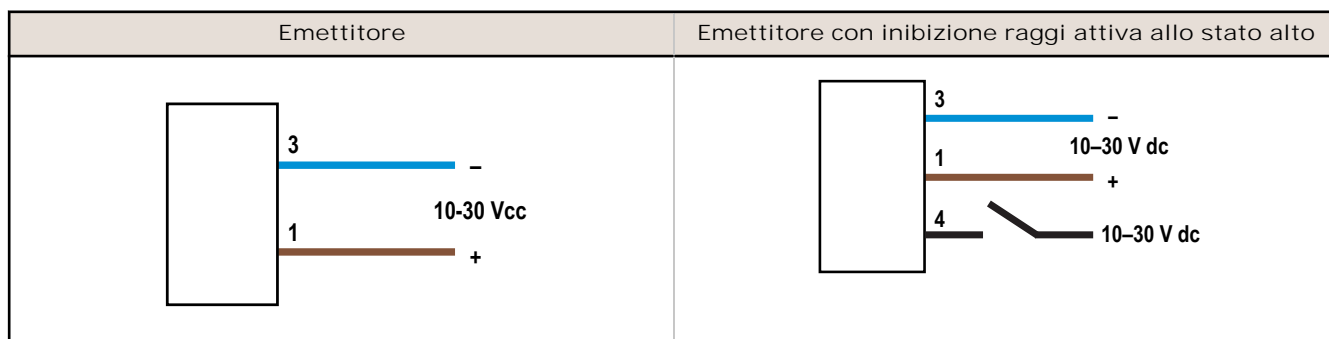 Emettitore
Emettitore con inibizione raggi attiva allo stato alto
3
–
10-30 Vcc
1
+
3
–
10–30 V dc
1
+
4
10–30 V dc